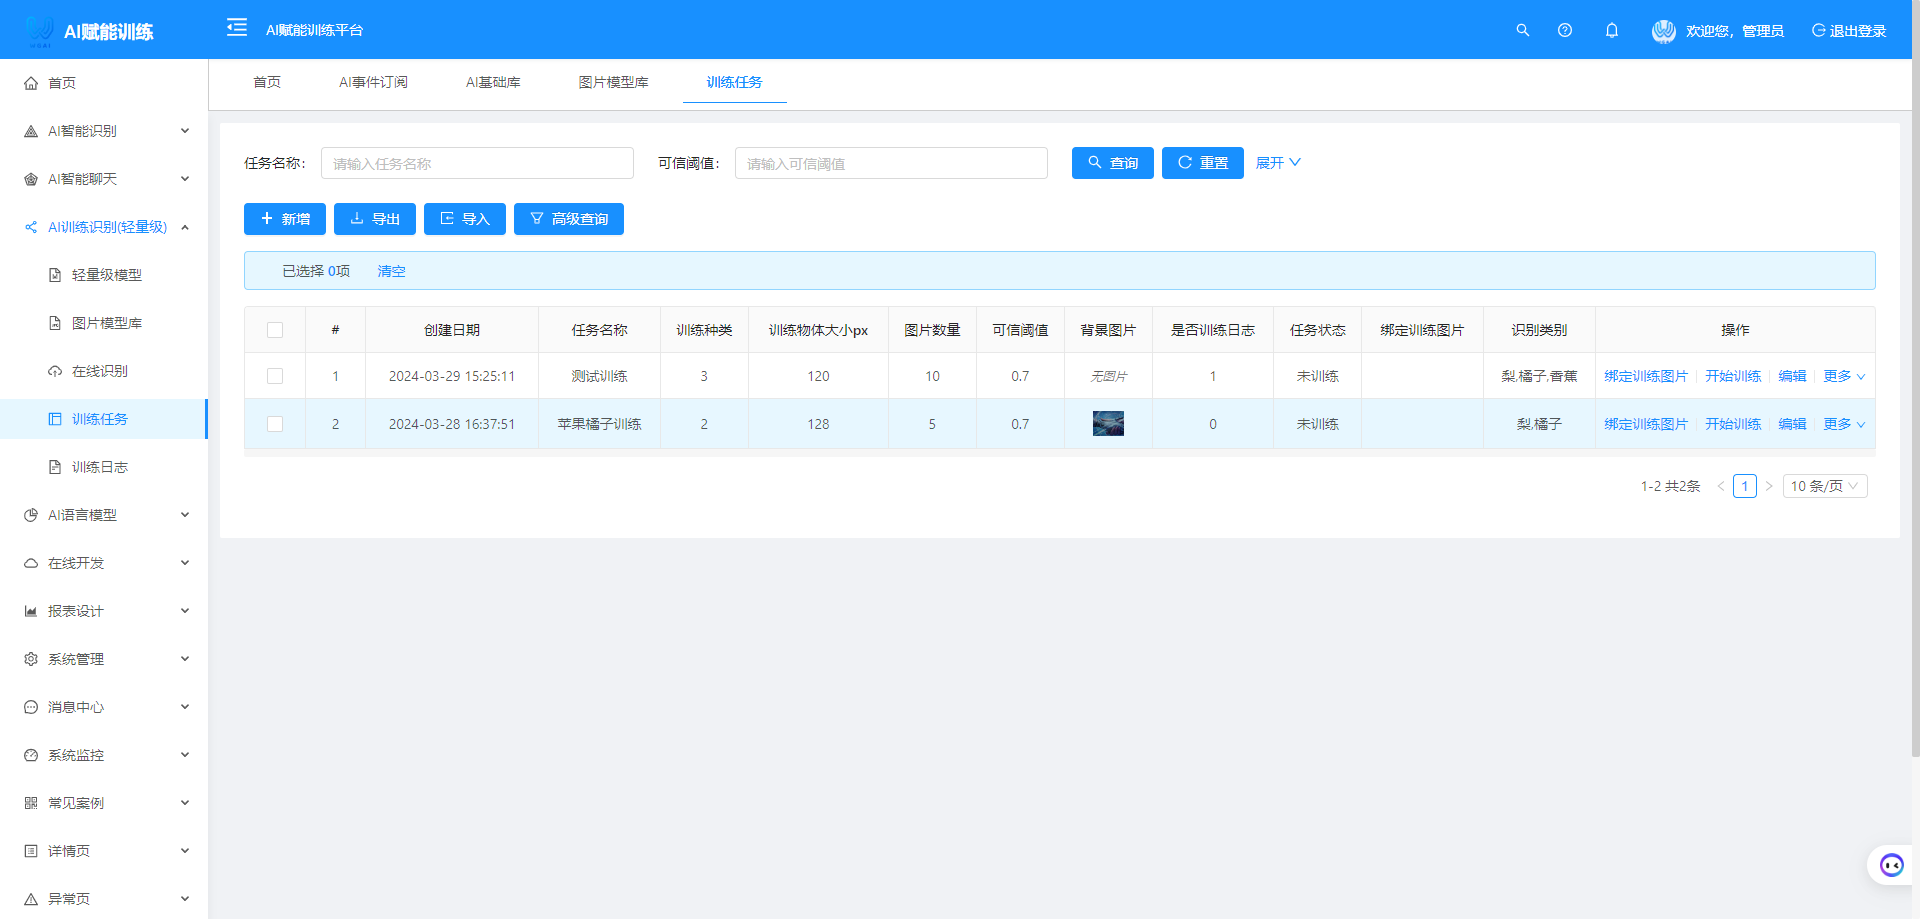 AI赋能训练
AI赋能训练平台
欢迎您，管理员
退出登录
首页
AI智能识别
AI智能聊天
AI训练识别(轻量级)
轻量级模型
图片模型库
在线识别
训练任务
训练日志
AI语言模型
在线开发
报表设计
系统管理
消息中心
系统监控
常见案例
详情页
异常页
首页 AI事件订阅 AI基础库 图片模型库 训练任务
任务名称： 请输入任务名称 可信阈值： 请输入可信阈值 查询 重置 展开
新增 导出 导入 高级查询
已选择 0项 清空
# 创建日期 任务名称 训练种类 训练物体大小px 图片数量 可信阈值 背景图片 是否训练日志 任务状态 绑定训练图片 识别类别 操作
1 2024-03-29 15:25:11 测试训练 3 120 10 0.7 无图片 1 未训练 梨,橘子,香蕉 绑定训练图片 开始训练 编辑 更多
2 2024-03-28 16:37:51 苹果橘子训练 2 128 5 0.7 0 未训练 梨,橘子 绑定训练图片 开始训练 编辑 更多
1-2 共2条 < 1 > 10 条/页